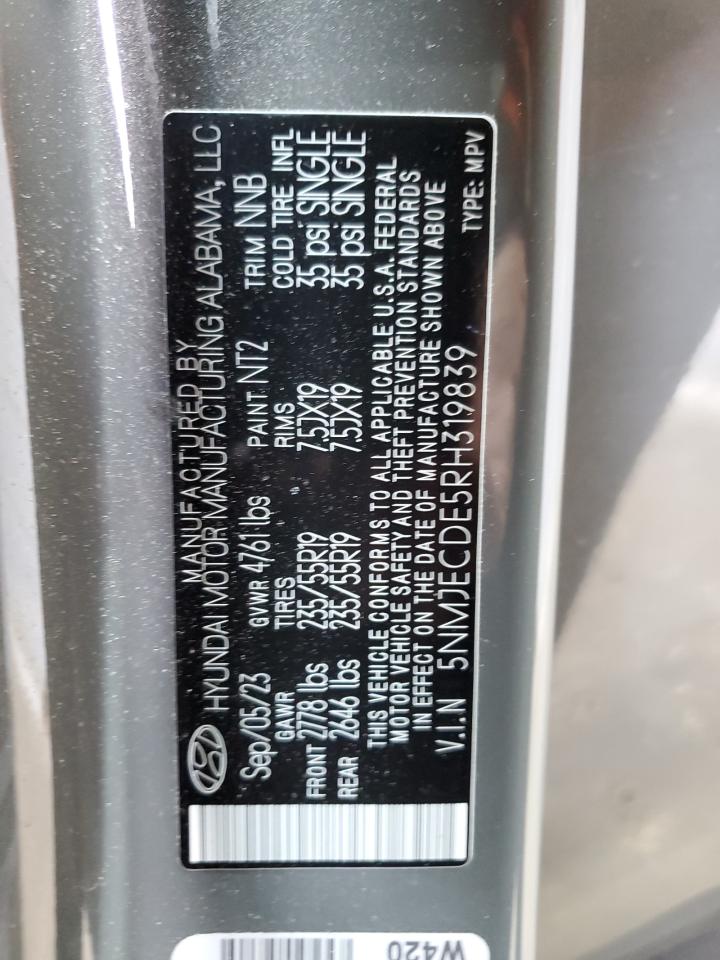 MANUFACTURED BY
HYUNDAI MOTOR MANUFACTURING ALABAMA, LLC
Sep/05/23 GVWR 4761 lbs PAINT NT2 TRIM NNB
GAWR TIRES RIMS COLD TIRE INFL
FRONT 2778 lbs 235/55R19 7.5JX19 35 psi SINGLE
REAR 2646 lbs 235/55R19 7.5JX19 35 psi SINGLE
THIS VEHICLE CONFORMS TO ALL APPLICABLE U.S.A. FEDERAL
MOTOR VEHICLE SAFETY AND THEFT PREVENTION STANDARDS
IN EFFECT ON THE DATE OF MANUFACTURE SHOWN ABOVE
V.I.N 5NMJECDE5RH319839
TYPE: MPV
W420